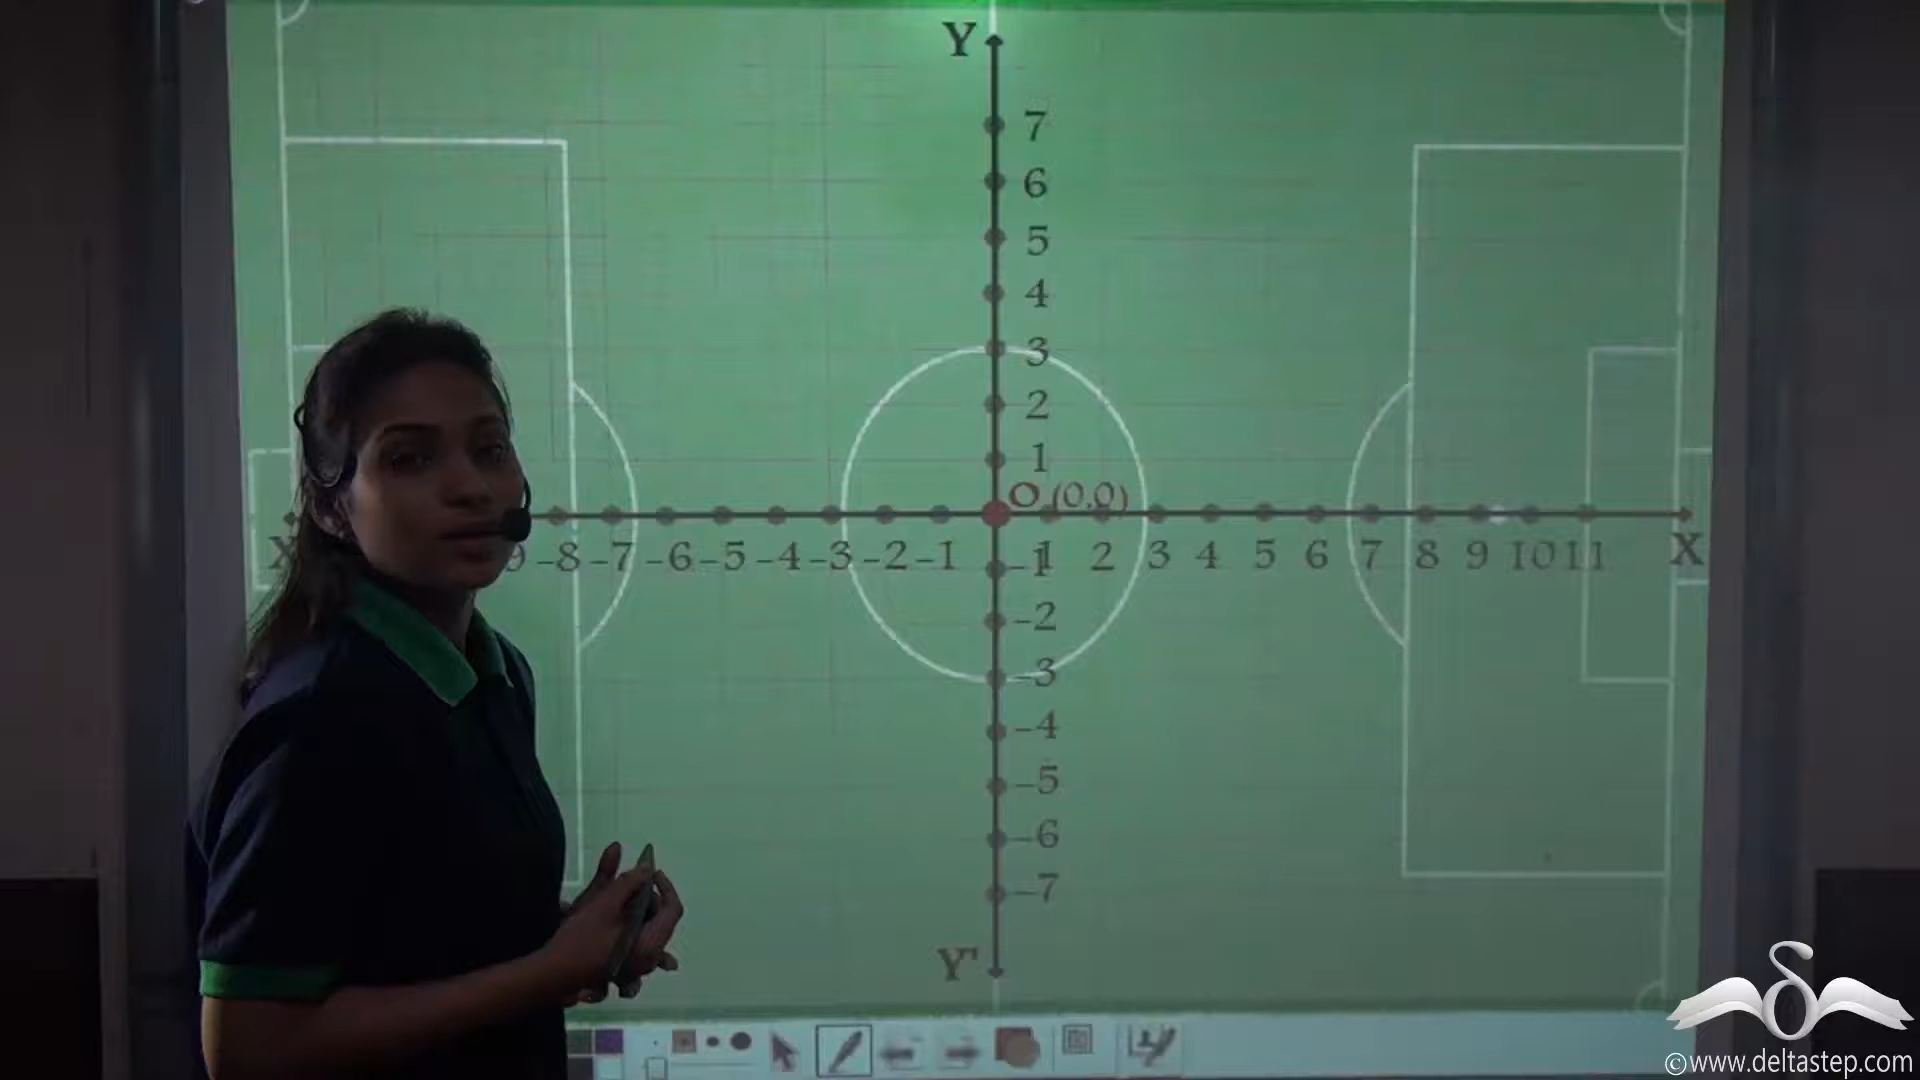 Y
7
6
5
4
3
2
1
O (0,0)
X
9 -8 -7 -6 -5 -4 -3 -2 -1 1 2 3 4 5 6 7 8 9 10 11 X
-1
-2
-3
-4
-5
-6
-7
Y'
©www.deltastep.com